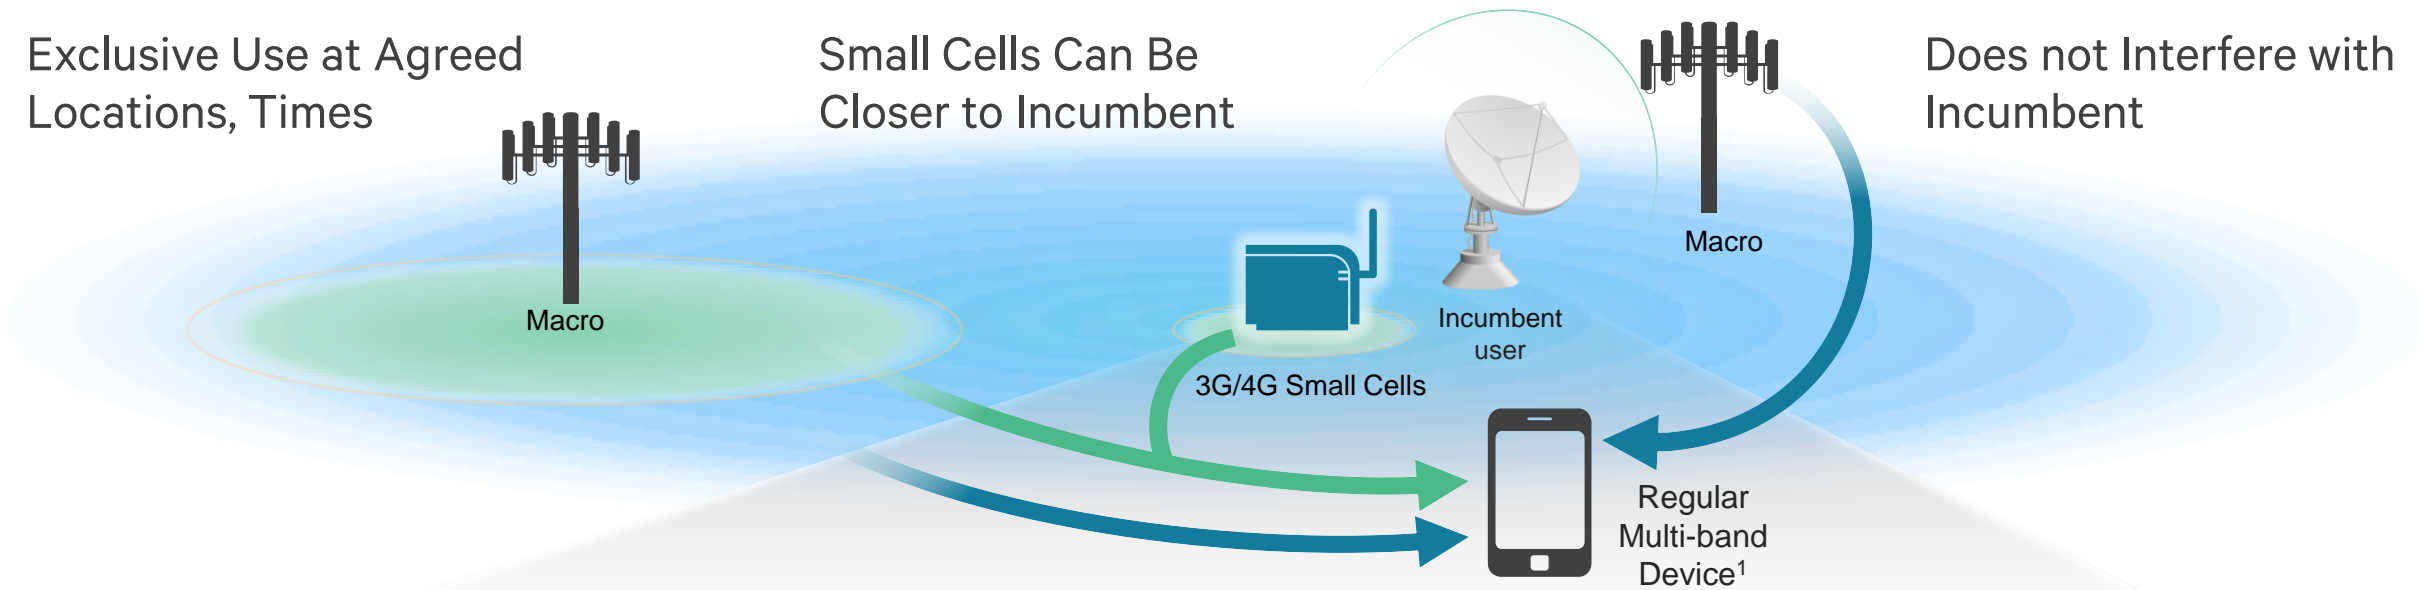 Exclusive Use at Agreed
Locations, Times
Small Cells Can Be
Closer to Incumbent
Does not Interfere with
Incumbent
Macro
Macro
Incumbent
user
3G/4G Small Cells
Regular
Multi-band
Device¹